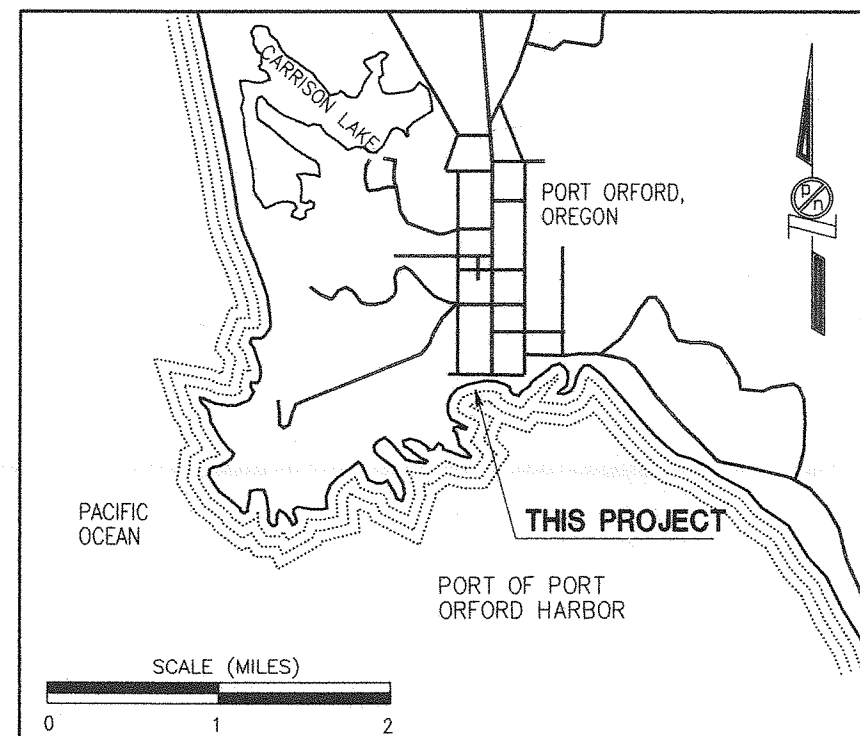 CARRISON LAKE
PORT ORFORD,
OREGON
p
n
PACIFIC
OCEAN
THIS PROJECT
PORT OF PORT
ORFORD HARBOR
SCALE (MILES)
0 1 2